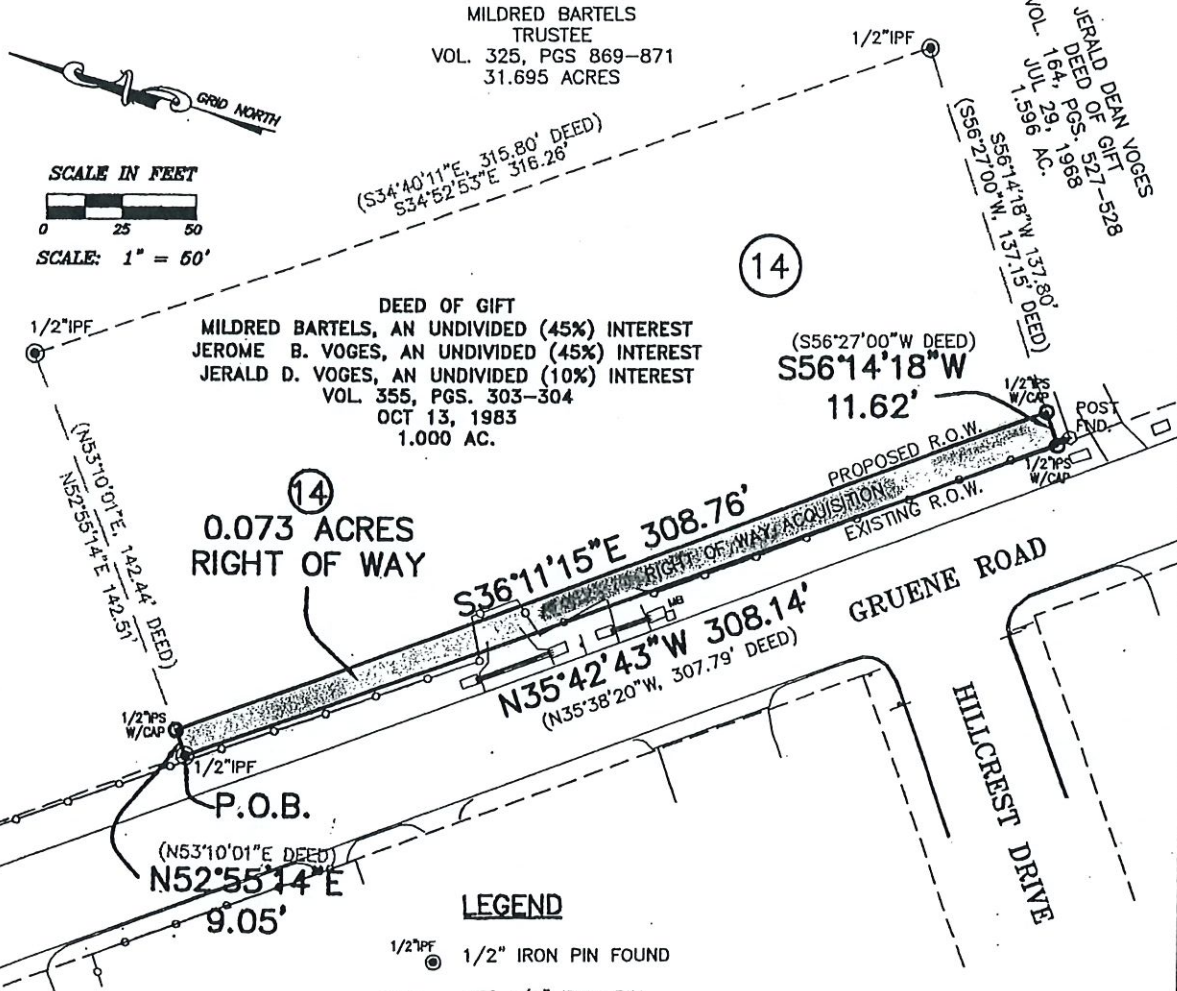 MILDRED BARTELS
TRUSTEE
VOL. 325, PGS 869-871
31.695 ACRES
1/2"IPF
JERALD DEAN VOGES
DEED OF GIFT
VOL. 164, PGS. 527-528
JUL 29, 1968
1.596 AC.
GRID NORTH
SCALE IN FEET
0 25 50
SCALE: 1" = 50'
(S34°40'11"E, 315.80' DEED)
S34°52'53"E 316.26'
S56°14'18"W 137.80'
(S56°27'00"W, 137.15' DEED)
14
1/2"IPF
DEED OF GIFT
MILDRED BARTELS, AN UNDIVIDED (45%) INTEREST
JEROME B. VOGES, AN UNDIVIDED (45%) INTEREST
JERALD D. VOGES, AN UNDIVIDED (10%) INTEREST
VOL. 355, PGS. 303-304
OCT 13, 1983
1.000 AC.
(S56°27'00"W DEED)
S56°14'18"W
11.62'
1/2"IPS
W/CAP
POST
FND.
1/2"IPS
W/CAP
(N53°10'01"E, 142.44' DEED)
N52°55'14"E 142.51'
14
0.073 ACRES
RIGHT OF WAY
PROPOSED R.O.W.
RIGHT OF WAY ACQUISITION
EXISTING R.O.W.
S36°11'15"E 308.76'
MB
N35°42'43"W 308.14'
(N35°38'20"W, 307.79' DEED)
GRUENE ROAD
HILLCREST DRIVE
1/2"IPS
W/CAP
1/2"IPF
P.O.B.
(N53°10'01"E DEED)
N52°55'14"E
9.05'
LEGEND
1/2"IPF 1/2" IRON PIN FOUND